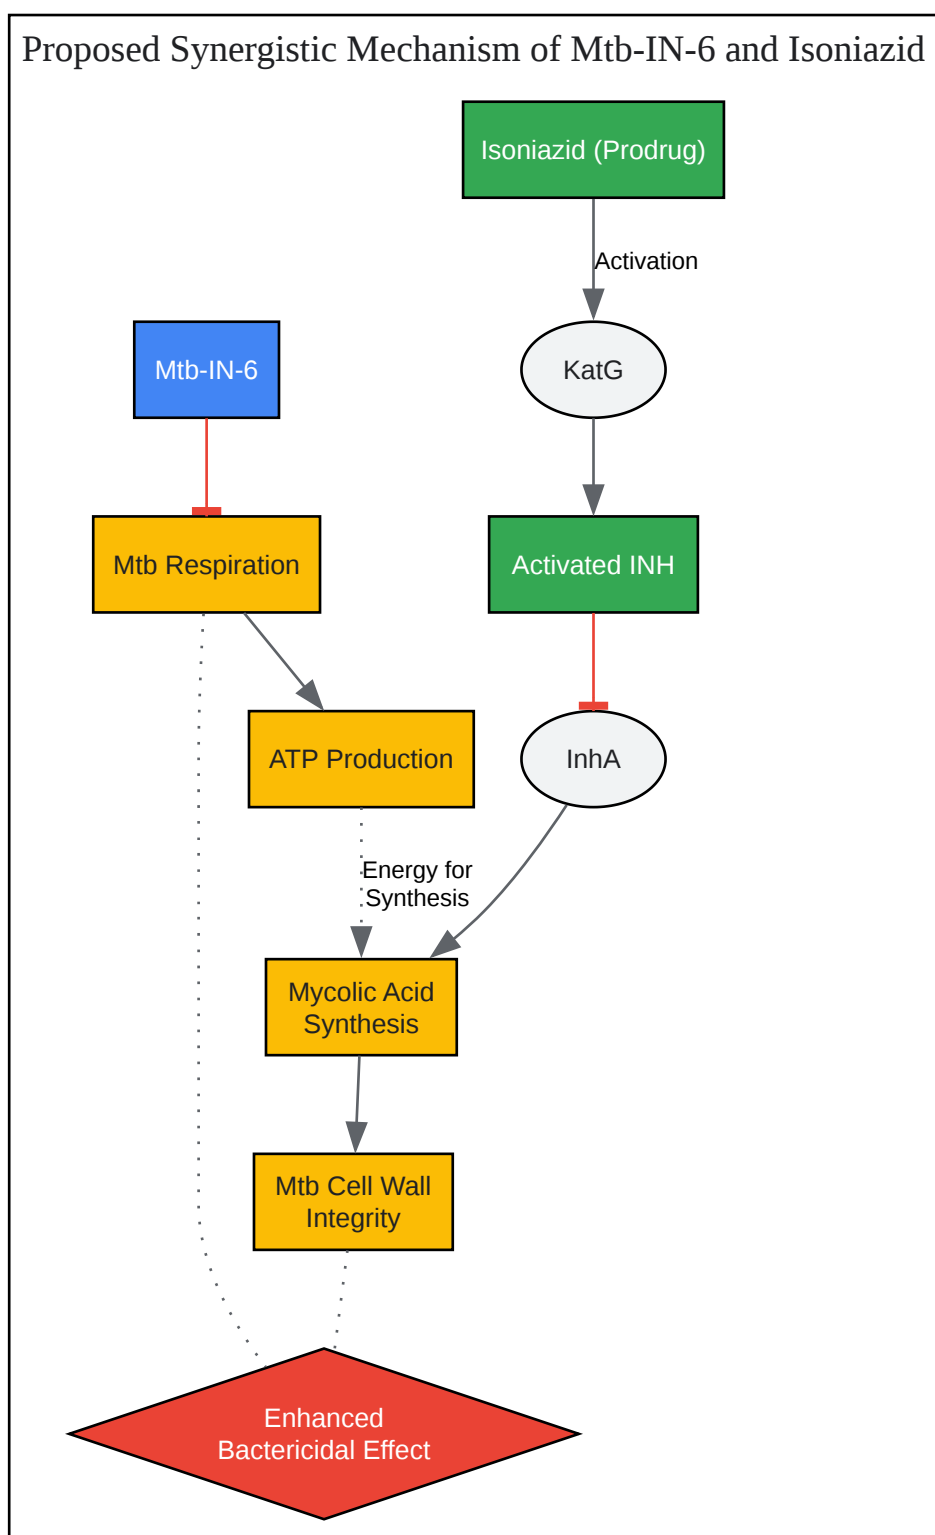 Proposed Synergistic Mechanism of Mtb-IN-6 and Isoniazid
Isoniazid (Prodrug)
Activation
Mtb-IN-6
KatG
Mtb Respiration
Activated INH
ATP Production
InhA
Energy for
Synthesis
Mycolic Acid
Synthesis
Mtb Cell Wall
Integrity
Enhanced
Bactericidal Effect